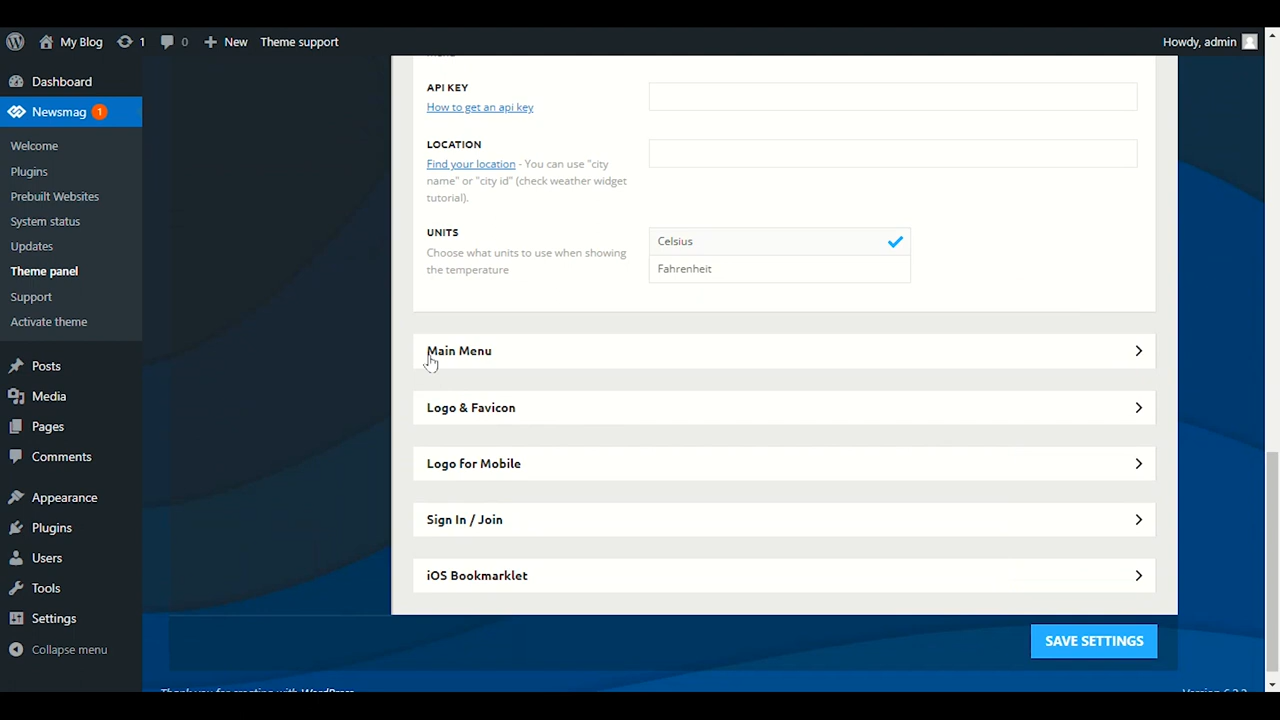 My Blog 1 0 New Theme support Howdy, admin
Dashboard
Newsmag 1
Welcome
Plugins
Prebuilt Websites
System status
Updates
Theme panel
Support
Activate theme
Posts
Media
Pages
Comments
Appearance
Plugins
Users
Tools
Settings
Collapse menu
API KEY
How to get an api key
LOCATION
Find your location - You can use "city
name" or "city id" (check weather widget
tutorial).
UNITS
Choose what units to use when showing
the temperature
Celsius
Fahrenheit
Main Menu
Logo & Favicon
Logo for Mobile
Sign In / Join
iOS Bookmarklet
SAVE SETTINGS
Thank you for creating with WordPress